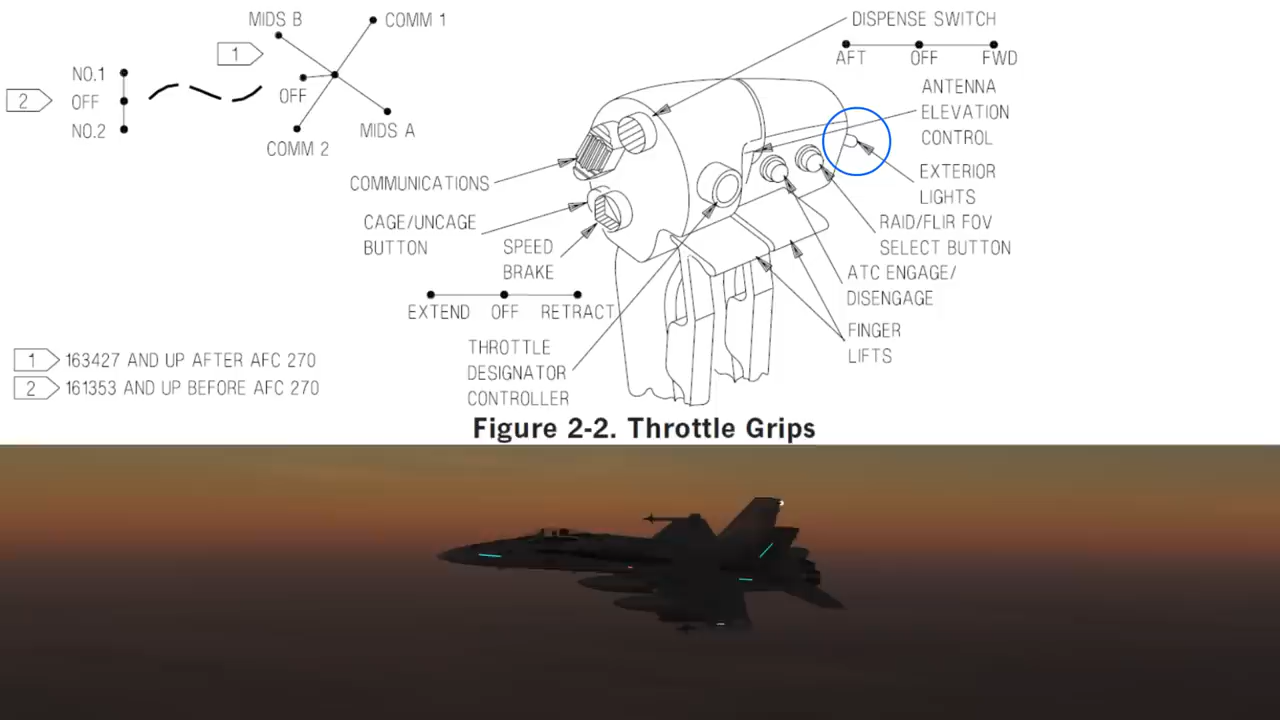 MIDS B
COMM 1
1
NO.1
OFF
NO.2
2
OFF
MIDS A
COMM 2
DISPENSE SWITCH
AFT OFF FWD
ANTENNA
ELEVATION
CONTROL
EXTERIOR
LIGHTS
COMMUNICATIONS
CAGE/UNCAGE
BUTTON
SPEED
BRAKE
EXTEND OFF RETRACT
RAID/FLIR FOV
SELECT BUTTON
ATC ENGAGE/
DISENGAGE
FINGER
LIFTS
THROTTLE
DESIGNATOR
CONTROLLER
1 163427 AND UP AFTER AFC 270
2 161353 AND UP BEFORE AFC 270
Figure 2-2. Throttle Grips